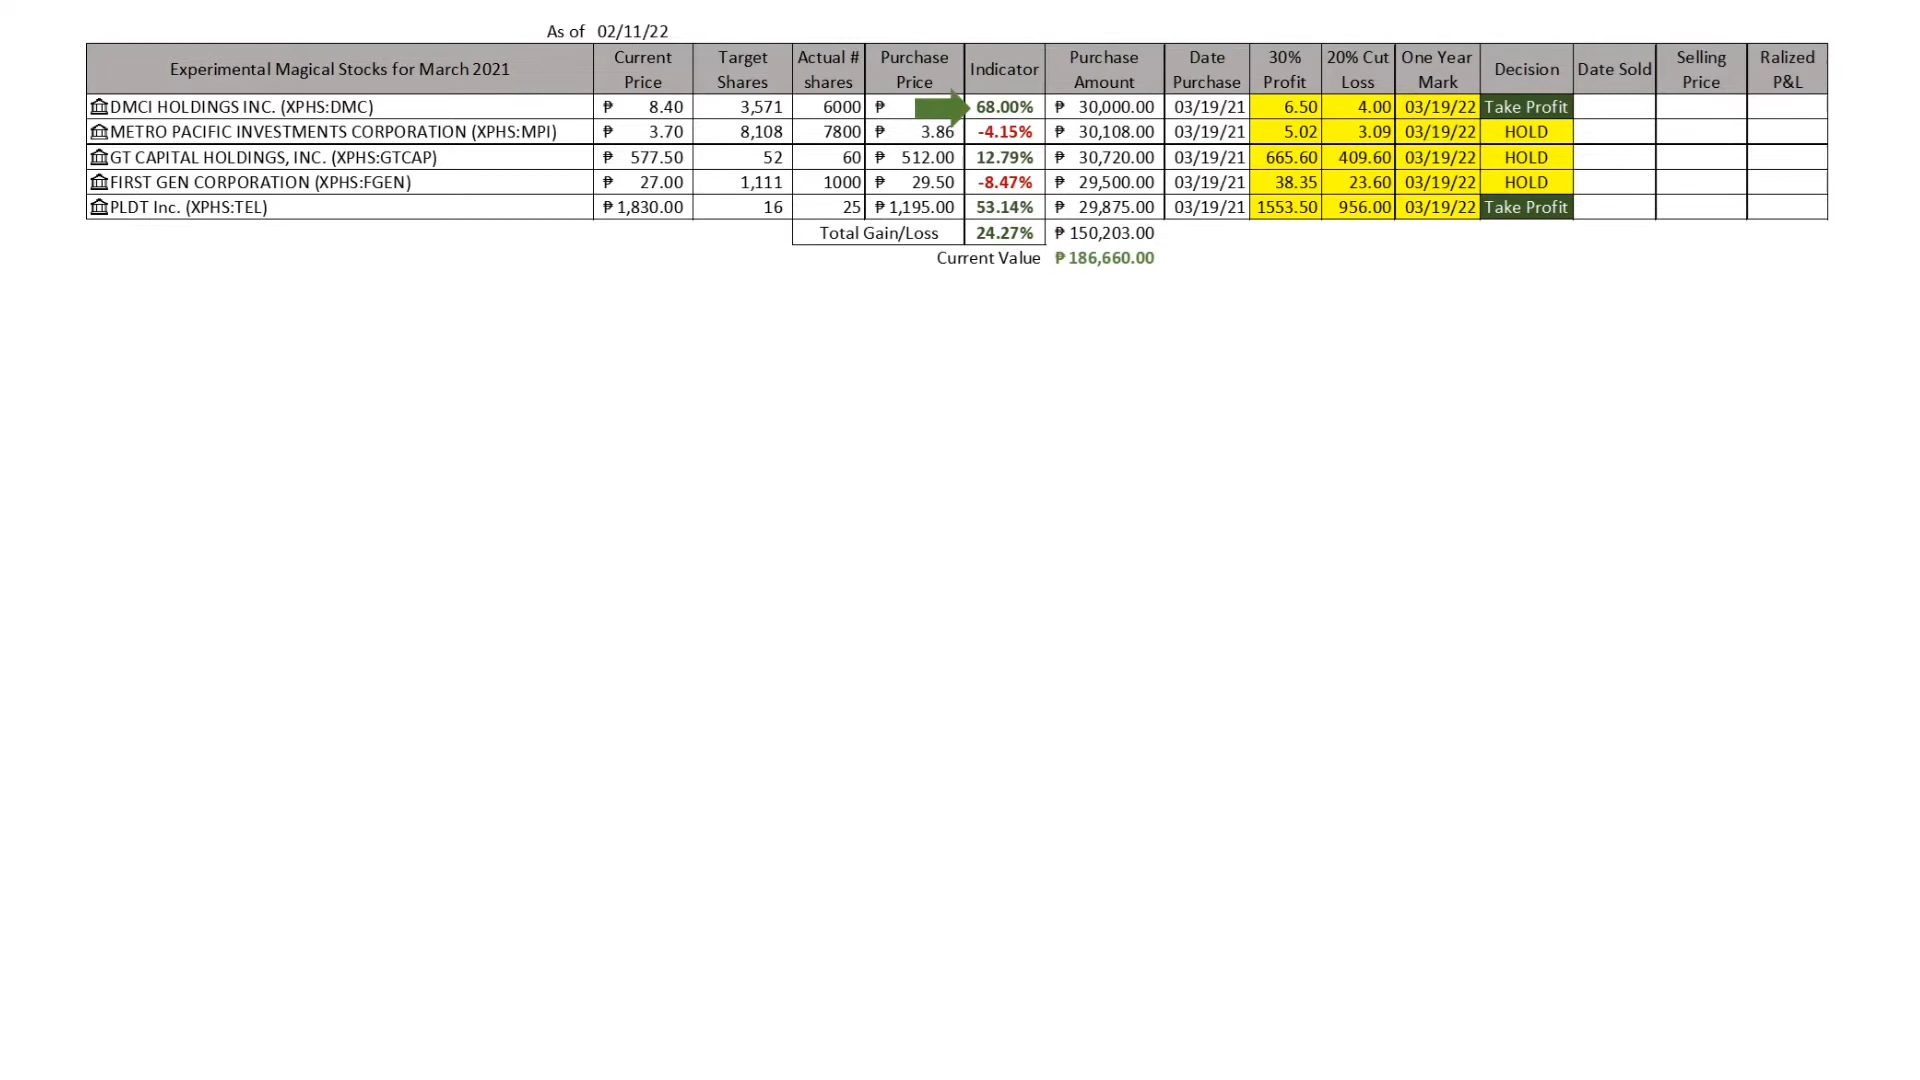 As of 02/11/22
Experimental Magical Stocks for March 2021 Current Price Target Shares Actual # shares Purchase Price Indicator Purchase Amount Date Purchase 30% Profit 20% Cut Loss One Year Mark Decision Date Sold Selling Price Ralized P&L
DMCI HOLDINGS INC. (XPHS:DMC) ₱ 8.40 3,571 6000 ₱ 68.00% ₱ 30,000.00 03/19/21 6.50 4.00 03/19/22 Take Profit
METRO PACIFIC INVESTMENTS CORPORATION (XPHS:MPI) ₱ 3.70 8,108 7800 ₱ 3.86 -4.15% ₱ 30,108.00 03/19/21 5.02 3.09 03/19/22 HOLD
GT CAPITAL HOLDINGS, INC. (XPHS:GTCAP) ₱ 577.50 52 60 ₱ 512.00 12.79% ₱ 30,720.00 03/19/21 665.60 409.60 03/19/22 HOLD
FIRST GEN CORPORATION (XPHS:FGEN) ₱ 27.00 1,111 1000 ₱ 29.50 -8.47% ₱ 29,500.00 03/19/21 38.35 23.60 03/19/22 HOLD
PLDT Inc. (XPHS:TEL) ₱ 1,830.00 16 25 ₱ 1,195.00 53.14% ₱ 29,875.00 03/19/21 1553.50 956.00 03/19/22 Take Profit
Total Gain/Loss 24.27% ₱ 150,203.00
Current Value ₱ 186,660.00